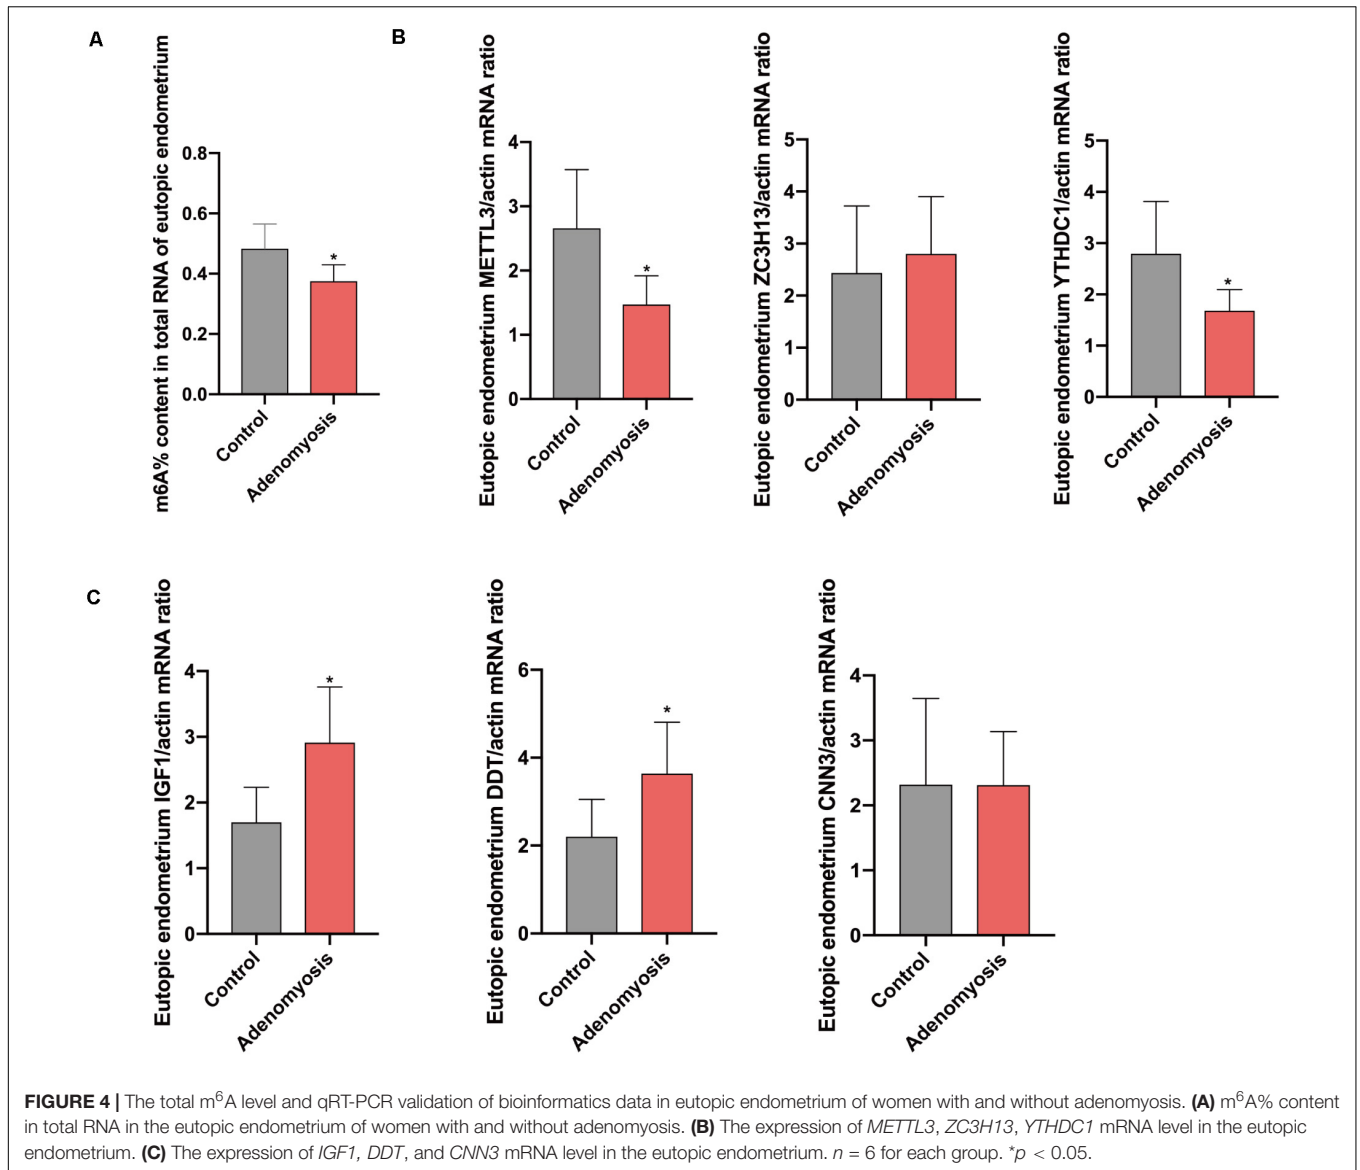 A
m6A% content in total RNA of eutopic endometrium
0.8
0.6
0.4
0.2
0.0
*
Control
Adenomyosis
B
Eutopic endometrium METTL3/actin mRNA ratio
4
3
2
1
0
*
Control
Adenomyosis
Eutopic endometrium ZC3H13/actin mRNA ratio
5
4
3
2
1
0
Control
Adenomyosis
Eutopic endometrium YTHDC1/actin mRNA ratio
5
4
3
2
1
0
*
Control
Adenomyosis
C
Eutopic endometrium IGF1/actin mRNA ratio
4
3
2
1
0
*
Control
Adenomyosis
Eutopic endometrium DDT/actin mRNA ratio
6
4
2
0
*
Control
Adenomyosis
Eutopic endometrium CNN3/actin mRNA ratio
4
3
2
1
0
Control
Adenomyosis
FIGURE 4 | The total m⁶A level and qRT-PCR validation of bioinformatics data in eutopic endometrium of women with and without adenomyosis. (A) m⁶A% content
in total RNA in the eutopic endometrium of women with and without adenomyosis. (B) The expression of METTL3, ZC3H13, YTHDC1 mRNA level in the eutopic
endometrium. (C) The expression of IGF1, DDT, and CNN3 mRNA level in the eutopic endometrium. n = 6 for each group. *p < 0.05.